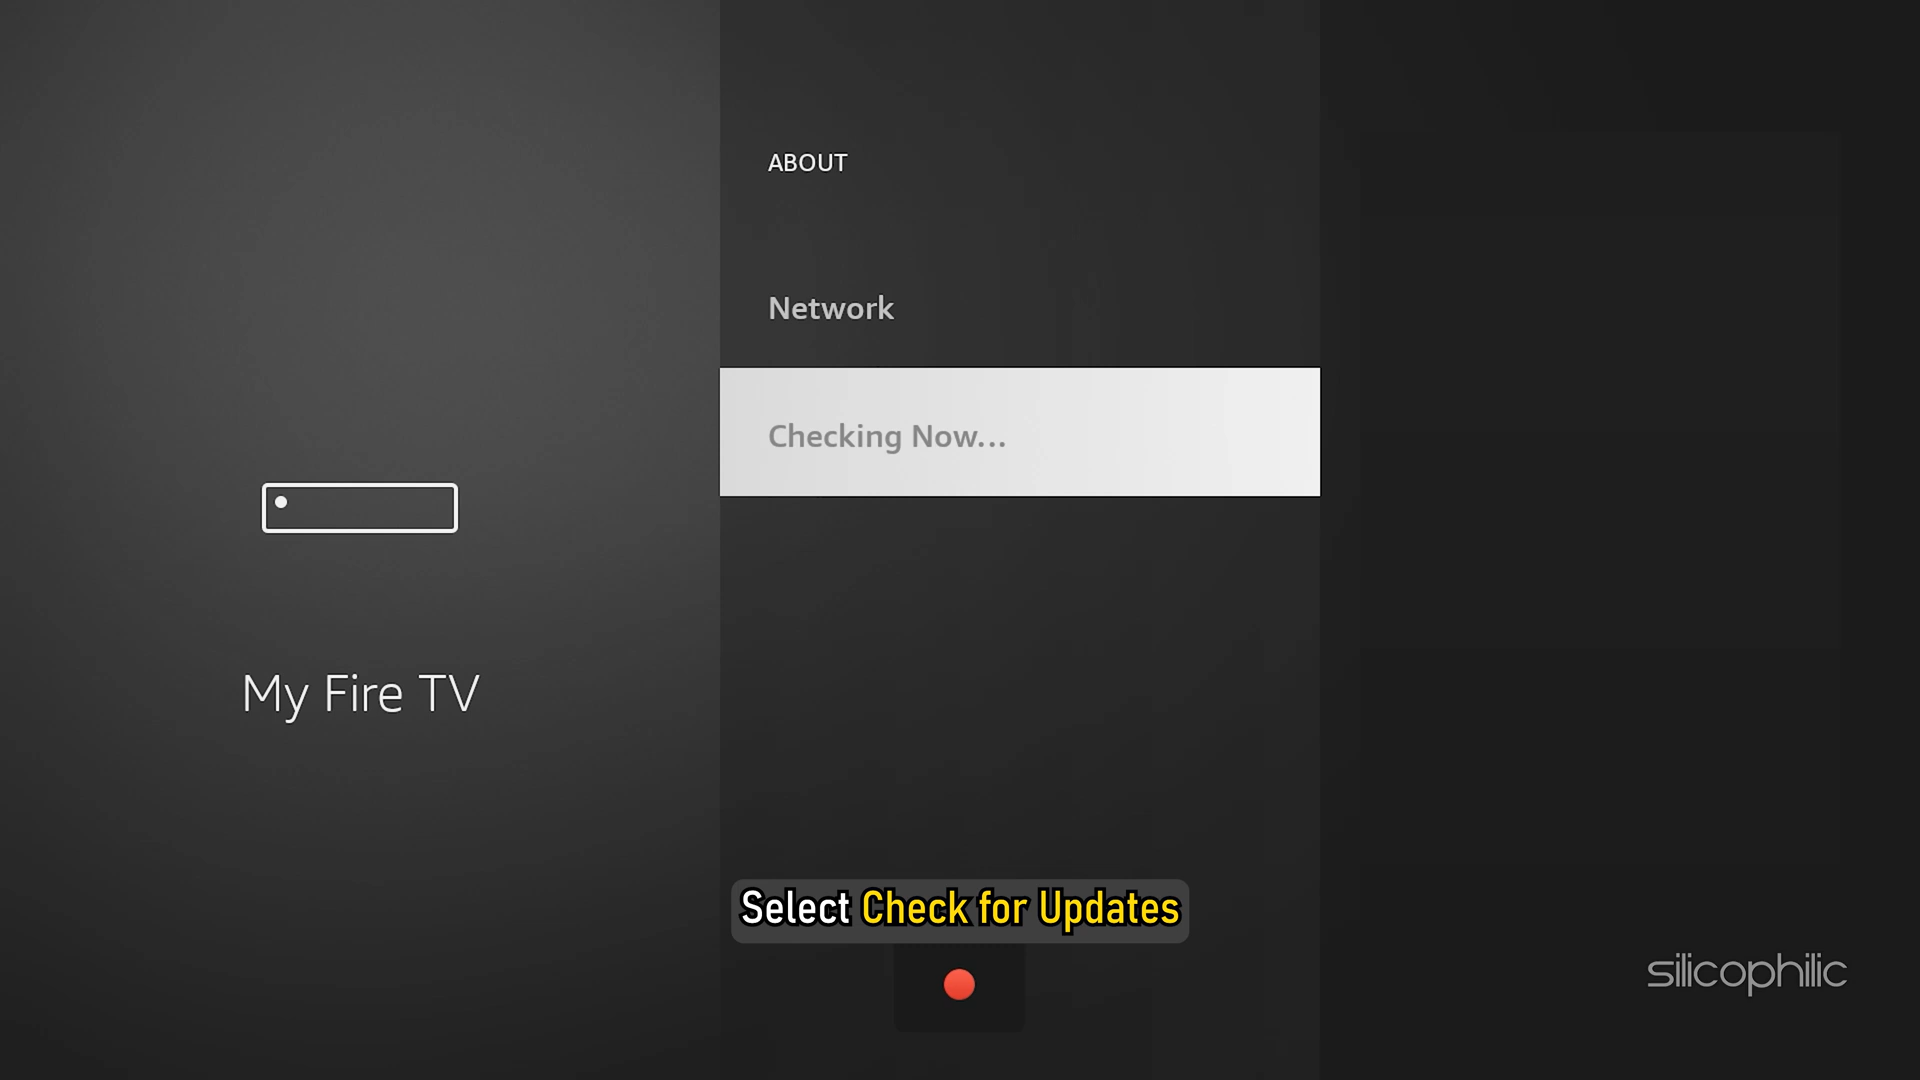 ABOUT
Network
Checking Now...
My Fire TV
Select Check for Updates
silicophilic